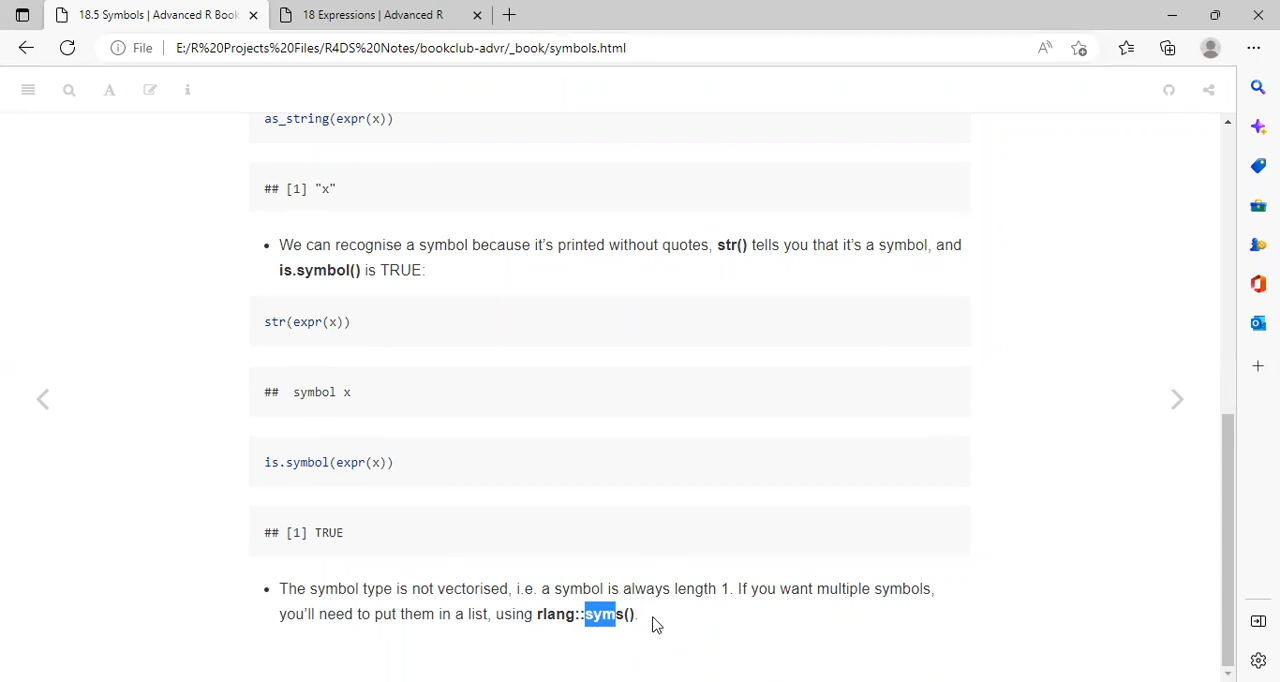 18.5 Symbols | Advanced R Book
18 Expressions | Advanced R
File
E:/R%20Projects%20Files/R4DS%20Notes/bookclub-advr/_book/symbols.html
as_string(expr(x))
## [1] "x"
We can recognise a symbol because it's printed without quotes, str() tells you that it's a symbol, and
is.symbol() is TRUE:
str(expr(x))
##  symbol x
is.symbol(expr(x))
## [1] TRUE
The symbol type is not vectorised, i.e. a symbol is always length 1. If you want multiple symbols,
you'll need to put them in a list, using rlang::syms().